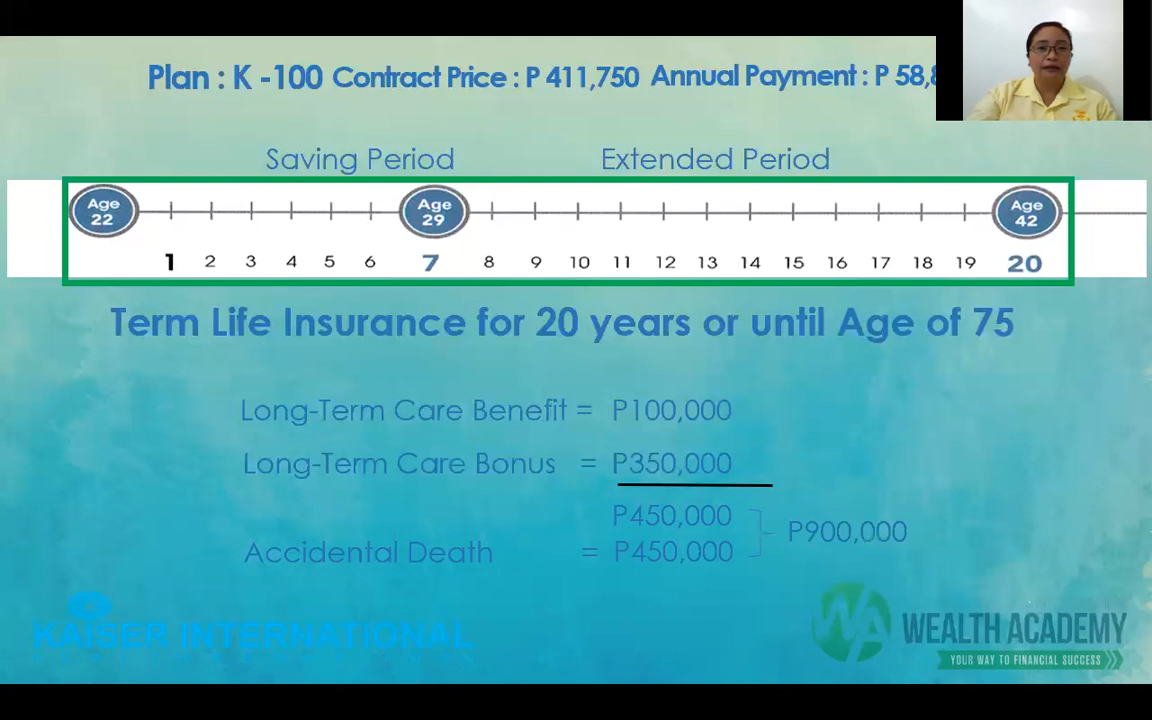 Plan : K -100 Contract Price : P 411,750 Annual Payment : P 58,
Saving Period Extended Period
Age 22 Age 29 Age 42
1 2 3 4 5 6 7 8 9 10 11 12 13 14 15 16 17 18 19 20
Term Life Insurance for 20 years or until Age of 75
Long-Term Care Benefit = P100,000
Long-Term Care Bonus = P350,000
P450,000
P900,000
Accidental Death = P450,000
KAISER INTERNATIONAL
WA WEALTH ACADEMY
YOUR WAY TO FINANCIAL SUCCESS